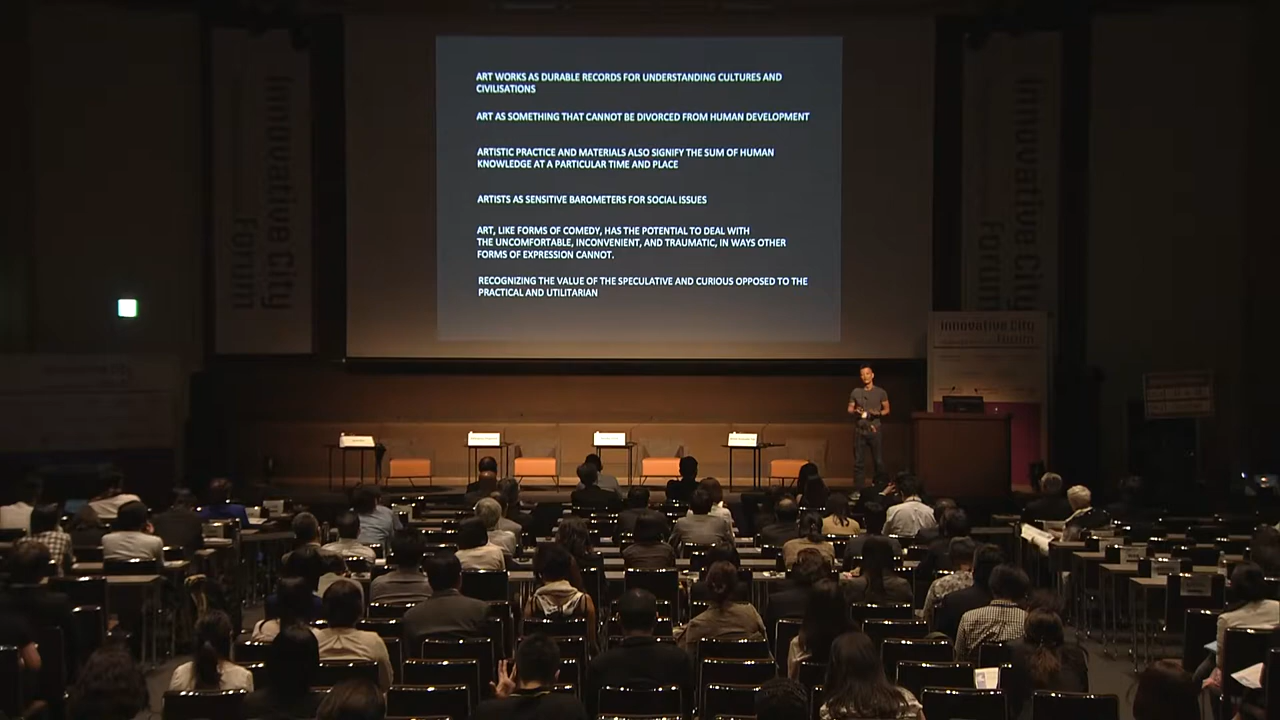 ART WORKS AS DURABLE RECORDS FOR UNDERSTANDING CULTURES AND
CIVILISATIONS
ART AS SOMETHING THAT CANNOT BE DIVORCED FROM HUMAN DEVELOPMENT
ARTISTIC PRACTICE AND MATERIALS ALSO SIGNIFY THE SUM OF HUMAN
KNOWLEDGE AT A PARTICULAR TIME AND PLACE
ARTISTS AS SENSITIVE BAROMETERS FOR SOCIAL ISSUES
ART, LIKE FORMS OF COMEDY, HAS THE POTENTIAL TO DEAL WITH
THE UNCOMFORTABLE, INCONVENIENT, AND TRAUMATIC, IN WAYS OTHER
FORMS OF EXPRESSION CANNOT.
RECOGNIZING THE VALUE OF THE SPECULATIVE AND CURIOUS OPPOSED TO THE
PRACTICAL AND UTILITARIAN
Innovative City
Forum
Innovative City
Forum
Innovative City
Forum